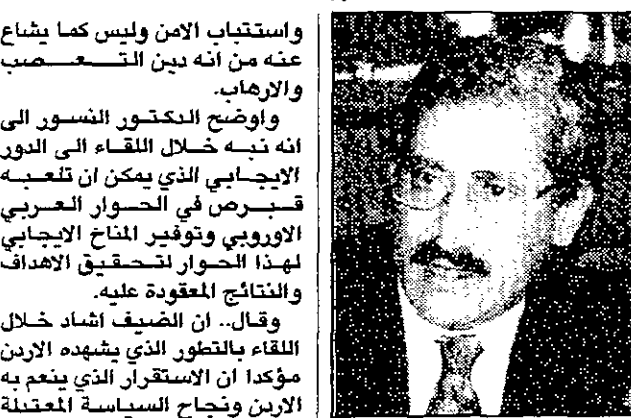 واستتباب الامن وليس كما يشاع
عنه من انه دين التــعــصب
والارهاب.
واوضح الدكتور النسور الى
انه نبه خلال اللقاء الى الدور
الايجابي الذي يمكن ان تلعبه
قبرص في الحوار العربي
الاوروبي وتوفير المناخ الايجابي
لهذا الحوار لتحقيق الاهداف
والنتائج المعقودة عليه.
وقال.. ان الضيف اشاد خلال
اللقاء بالتطور الذي يشهده الاردن
مؤكدا ان الاستقرار الذي ينعم به
الاردن ونجاح السياسة المعتدلة